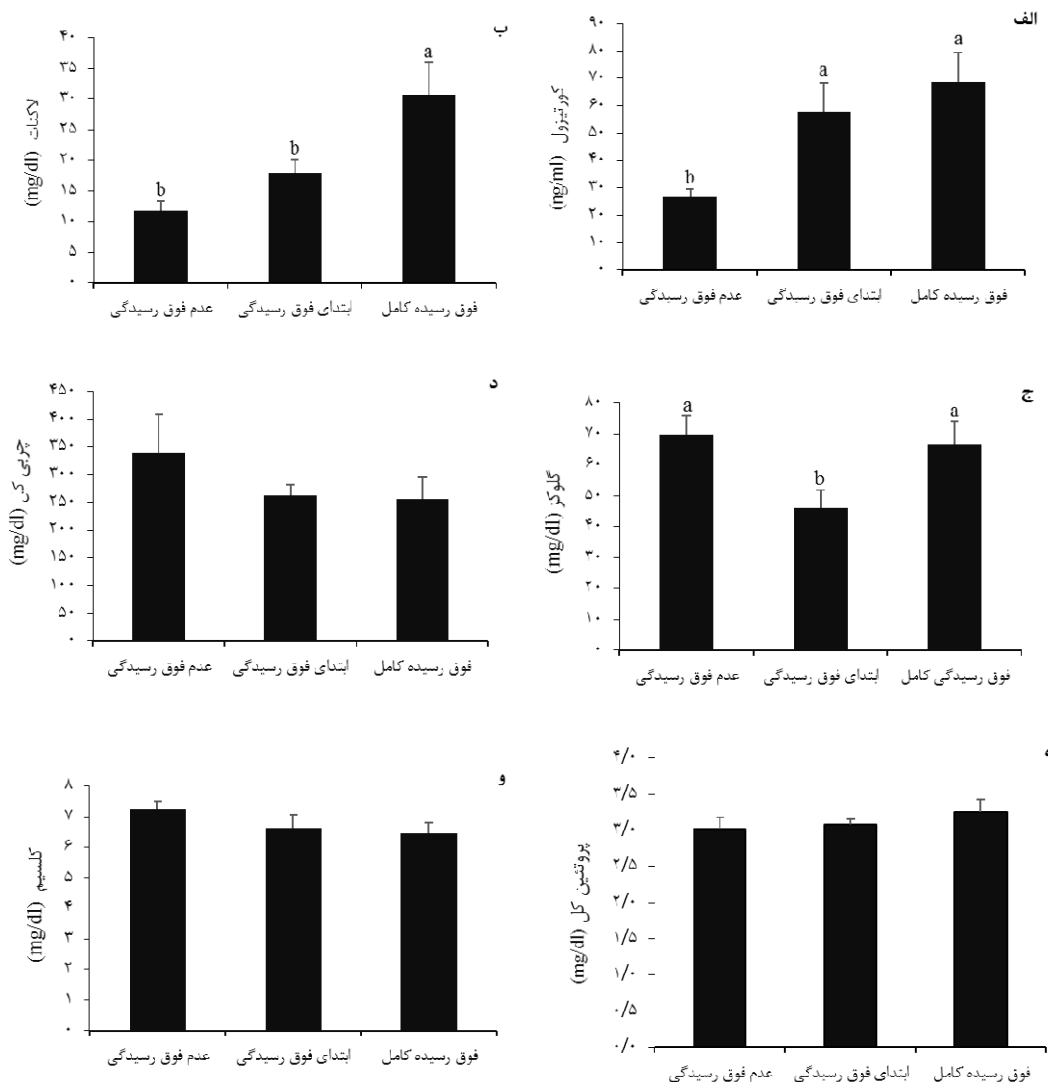 الف
۹۰
۸۰
۷۰
۶۰
۵۰
۴۰
۳۰
۲۰
۱۰
۰
کورتیزول (ng/ml)
b
a
a
عدم فوق رسیدگی
ابتدای فوق رسیدگی
فوق رسیده کامل
ب
۴۰
۳۵
۳۰
۲۵
۲۰
۱۵
۱۰
۵
۰
لاکتات (mg/dl)
b
b
a
عدم فوق رسیدگی
ابتدای فوق رسیدگی
فوق رسیده کامل
ج
۸۰
۷۰
۶۰
۵۰
۴۰
۳۰
۲۰
۱۰
۰
گلوکز (mg/dl)
a
b
a
عدم فوق رسیدگی
ابتدای فوق رسیدگی
فوق رسیدگی کامل
د
۴۵۰
۴۰۰
۳۵۰
۳۰۰
۲۵۰
۲۰۰
۱۵۰
۱۰۰
۵۰
۰
چربی کل (mg/dl)
عدم فوق رسیدگی
ابتدای فوق رسیدگی
فوق رسیده کامل
۴/۰
۳/۵
۳/۰
۲/۵
۲/۰
۱/۵
۱/۰
۰/۵
۰/۰
پروتئین کل (mg/dl)
عدم فوق رسیدگی
ابتدای فوق رسیدگی
فوق رسیده کامل
و
۸
۷
۶
۵
۴
۳
۲
۱
۰
کلسیم (mg/dl)
عدم فوق رسیدگی
ابتدای فوق رسیدگی
فوق رسیده کامل